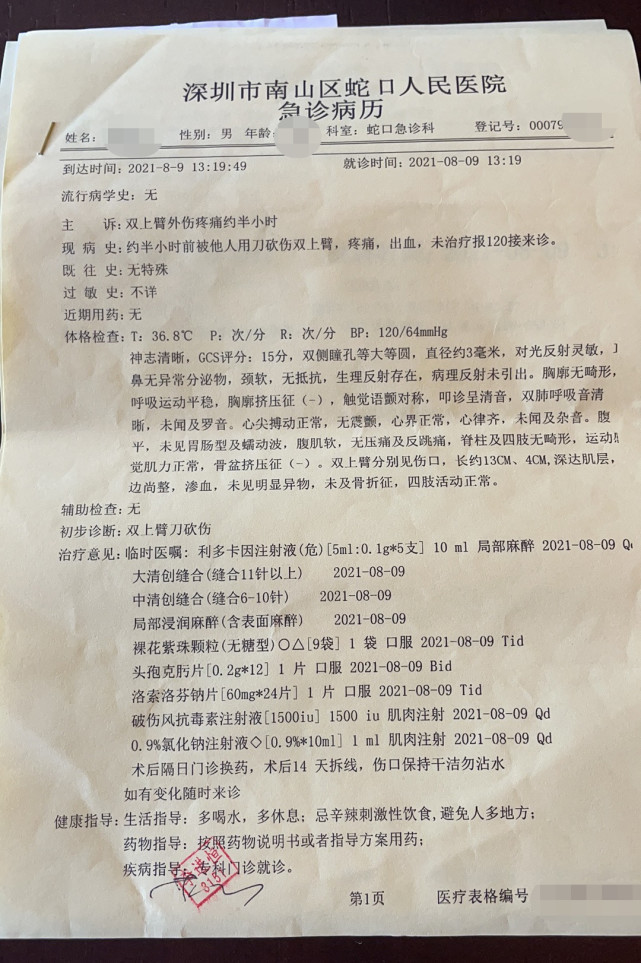 深圳市南山区蛇口人民医院
急诊病历
姓名: 性别: 男 年龄: 科室: 蛇口急诊科 登记号: 00079
到达时间: 2021-8-9 13:19:49 就诊时间: 2021-08-09 13:19
流行病学史: 无
主 诉: 双上臂外伤疼痛约半小时
现 病 史: 约半小时前被他人用刀砍伤双上臂, 疼痛, 出血, 未治疗报120接来诊。
既 往 史: 无特殊
过 敏 史: 不详
近期用药: 无
体格检查: T: 36.8℃ P: 次/分 R: 次/分 BP: 120/64mmHg
神志清晰, GCS评分: 15分, 双侧瞳孔等大等圆, 直径约3毫米, 对光反射灵敏,
鼻无异常分泌物, 颈软, 无抵抗, 生理反射存在, 病理反射未引出。胸廓无畸形,
呼吸运动平稳, 胸廓挤压征(-), 触觉语颤对称, 叩诊呈清音, 双肺呼吸音清
晰, 未闻及罗音。心尖搏动正常, 无震颤, 心界正常, 心律齐, 未闻及杂音。腹
平, 未见胃肠型及蠕动波, 腹肌软, 无压痛及反跳痛, 脊柱及四肢无畸形, 运动
觉肌力正常, 骨盆挤压征(-)。双上臂分别见伤口, 长约13CM、4CM, 深达肌层,
边尚整, 渗血, 未见明显异物, 未及骨折征, 四肢活动正常。
辅助检查: 无
初步诊断: 双上臂刀砍伤
治疗意见: 临时医嘱: 利多卡因注射液(危)[5ml:0.1g*5支] 10 ml 局部麻醉 2021-08-09
大清创缝合(缝合11针以上) 2021-08-09
中清创缝合(缝合6-10针) 2021-08-09
局部浸润麻醉(含表面麻醉) 2021-08-09
裸花紫珠颗粒(无糖型)○△[9袋] 1 袋 口服 2021-08-09 Tid
头孢克肟片[0.2g*12] 1 片 口服 2021-08-09 Bid
洛索洛芬钠片[60mg*24片] 1 片 口服 2021-08-09 Tid
破伤风抗毒素注射液[1500iu] 1500 iu 肌肉注射 2021-08-09 Qd
0.9%氯化钠注射液◇[0.9%*10ml] 1 ml 肌肉注射 2021-08-09 Qd
术后隔日门诊换药, 术后14 天拆线, 伤口保持干洁勿沾水
如有变化随时来诊
健康指导: 生活指导: 多喝水, 多休息; 忌辛辣刺激性饮食, 避免人多地方;
药物指导: 按照药物说明书或者指导方案用药;
疾病指导: 专科门诊就诊。
第1页 医疗表格编号